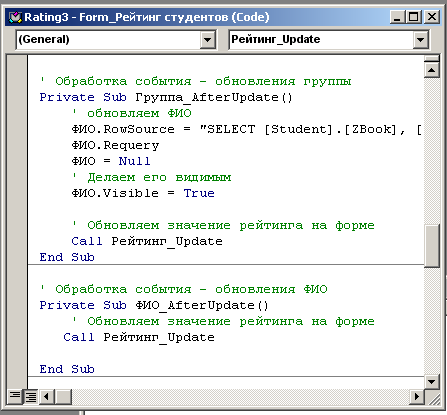 Rating3 - Form_Рейтинг студентов (Code)
(General) Рейтинг_Update
' Обработка события - обновления группы
Private Sub Группа_AfterUpdate()
' обновляем ФИО
ФИО.RowSource = "SELECT [Student].[ZBook], [
ФИО.Requery
ФИО = Null
' Делаем его видимым
ФИО.Visible = True
' Обновляем значение рейтинга на форме
Call Рейтинг_Update
End Sub
' Обработка события - обновления ФИО
Private Sub ФИО_AfterUpdate()
' Обновляем значение рейтинга на форме
Call Рейтинг_Update
End Sub